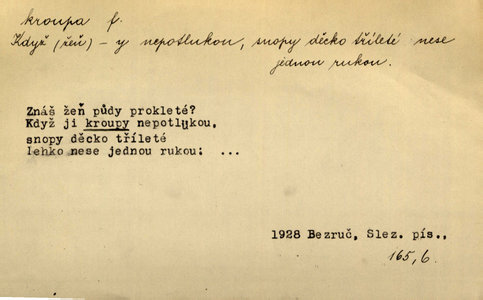 kroupa f.
Když (žeň) – y nepotlukou, snopy děcko tříleté nese
jednou rukou.
Znáš žeň půdy prokleté?
Když ji kroupy nepotlukou,
snopy děcko tříleté
lehko nese jednou rukou: ...
1928 Bezruč, Slez. pís.,
165,6.